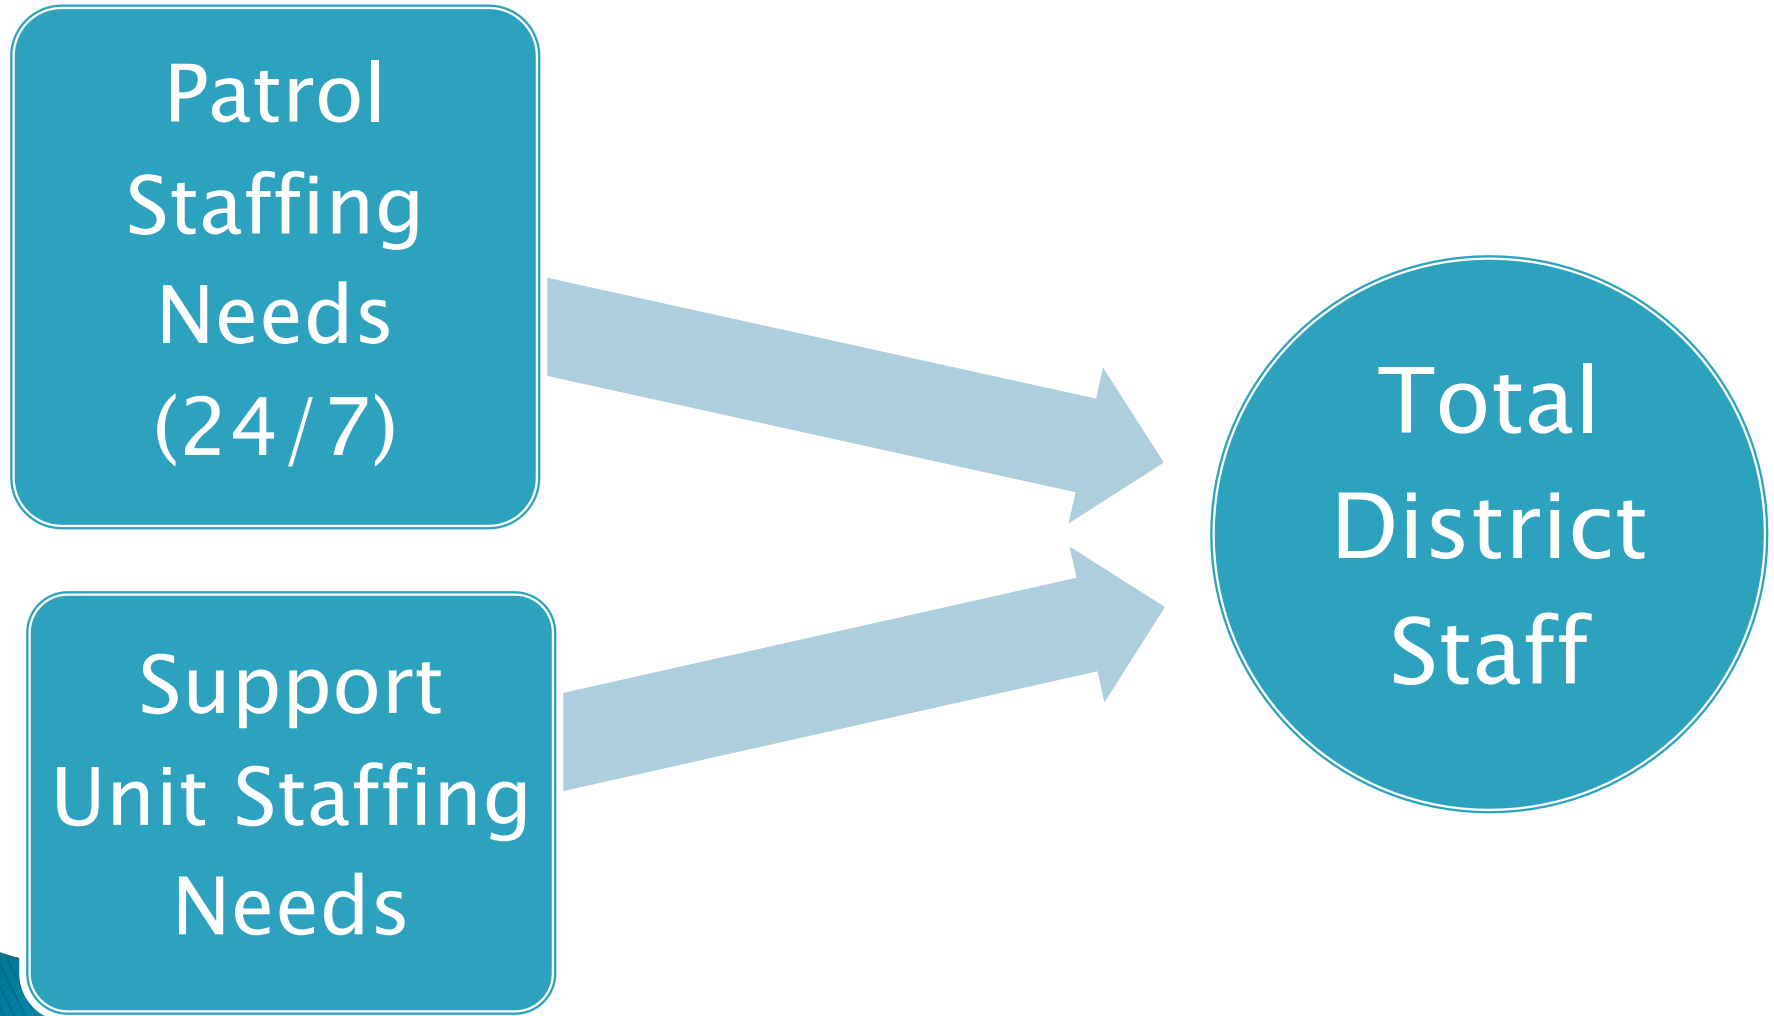 Patrol
Staffing
Needs
(24/7)
Support
Unit Staffing
Needs
Total
District
Staff